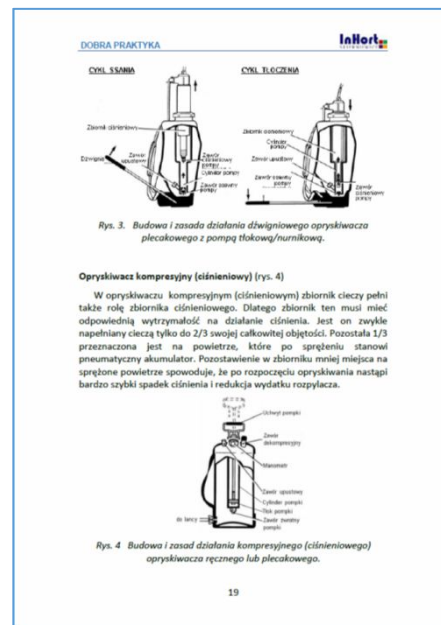 DOBRA PRAKTYKA
InHort
CYKL SSANIA
CYKL TŁOCZENIA
Zbiornik ciśnieniowy
Dźwignia
Zawór upustowy
Zawór ciśnieniowy pompy
Cylinder pompy
Zawór ssawny pompy
Zbiornik ciśnieniowy
Cylinder pompy
Zawór upustowy
Zawór ssawny pompy
Zawór ciśnieniowy pompy
Rys. 3. Budowa i zasada działania dźwigniowego opryskiwacza
plecakowego z pompą tłokową/nurnikową.
Opryskiwacz kompresyjny (ciśnieniowy) (rys. 4)
W opryskiwaczu kompresyjnym (ciśnieniowym) zbiornik cieczy pełni
także rolę zbiornika ciśnieniowego. Dlatego zbiornik ten musi mieć
odpowiednią wytrzymałość na działanie ciśnienia. Jest on zwykle
napełniany cieczą tylko do 2/3 swojej całkowitej objętości. Pozostała 1/3
przeznaczona jest na powietrze, które po sprężeniu stanowi
pneumatyczny akumulator. Pozostawienie w zbiorniku mniej miejsca na
sprężone powietrze spowoduje, że po rozpoczęciu opryskiwania nastąpi
bardzo szybki spadek ciśnienia i redukcja wydatku rozpylacza.
Uchwyt pompki
Zawór
dekompresyjny
Manometr
Zawór upustowy
Cylinder pompki
Tłok pompki
Zawór zwrotny
pompki
do lancy
Rys. 4 Budowa i zasad działania kompresyjnego (ciśnieniowego)
opryskiwacza ręcznego lub plecakowego.
19